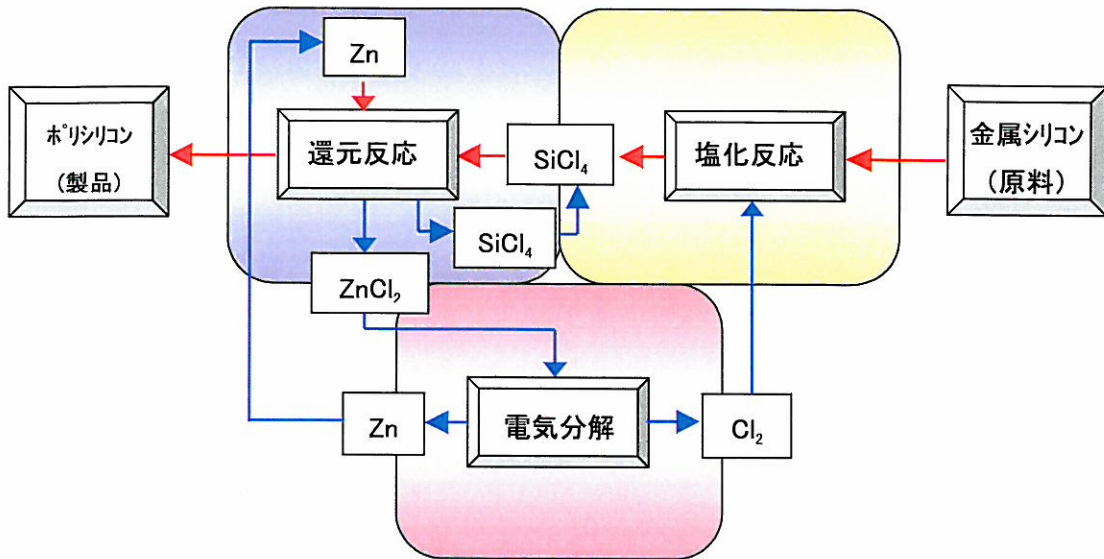 Zn
ポリシリコン
(製品)
還元反応
SiCl₄
塩化反応
金属シリコン
(原料)
SiCl₄
ZnCl₂
Zn
電気分解
Cl₂